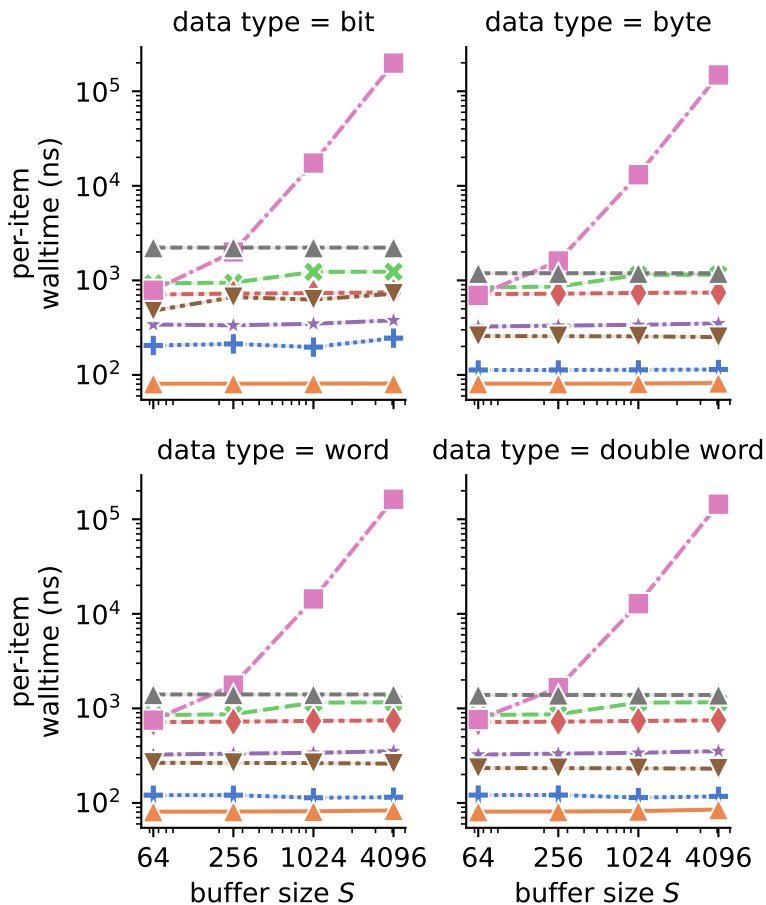 data type = bit
data type = byte
per-item
walltime (ns)
10^5
10^4
10^3
10^2
data type = word
data type = double word
per-item
walltime (ns)
10^5
10^4
10^3
10^2
64 256 1024 4096
64 256 1024 4096
buffer size S
buffer size S